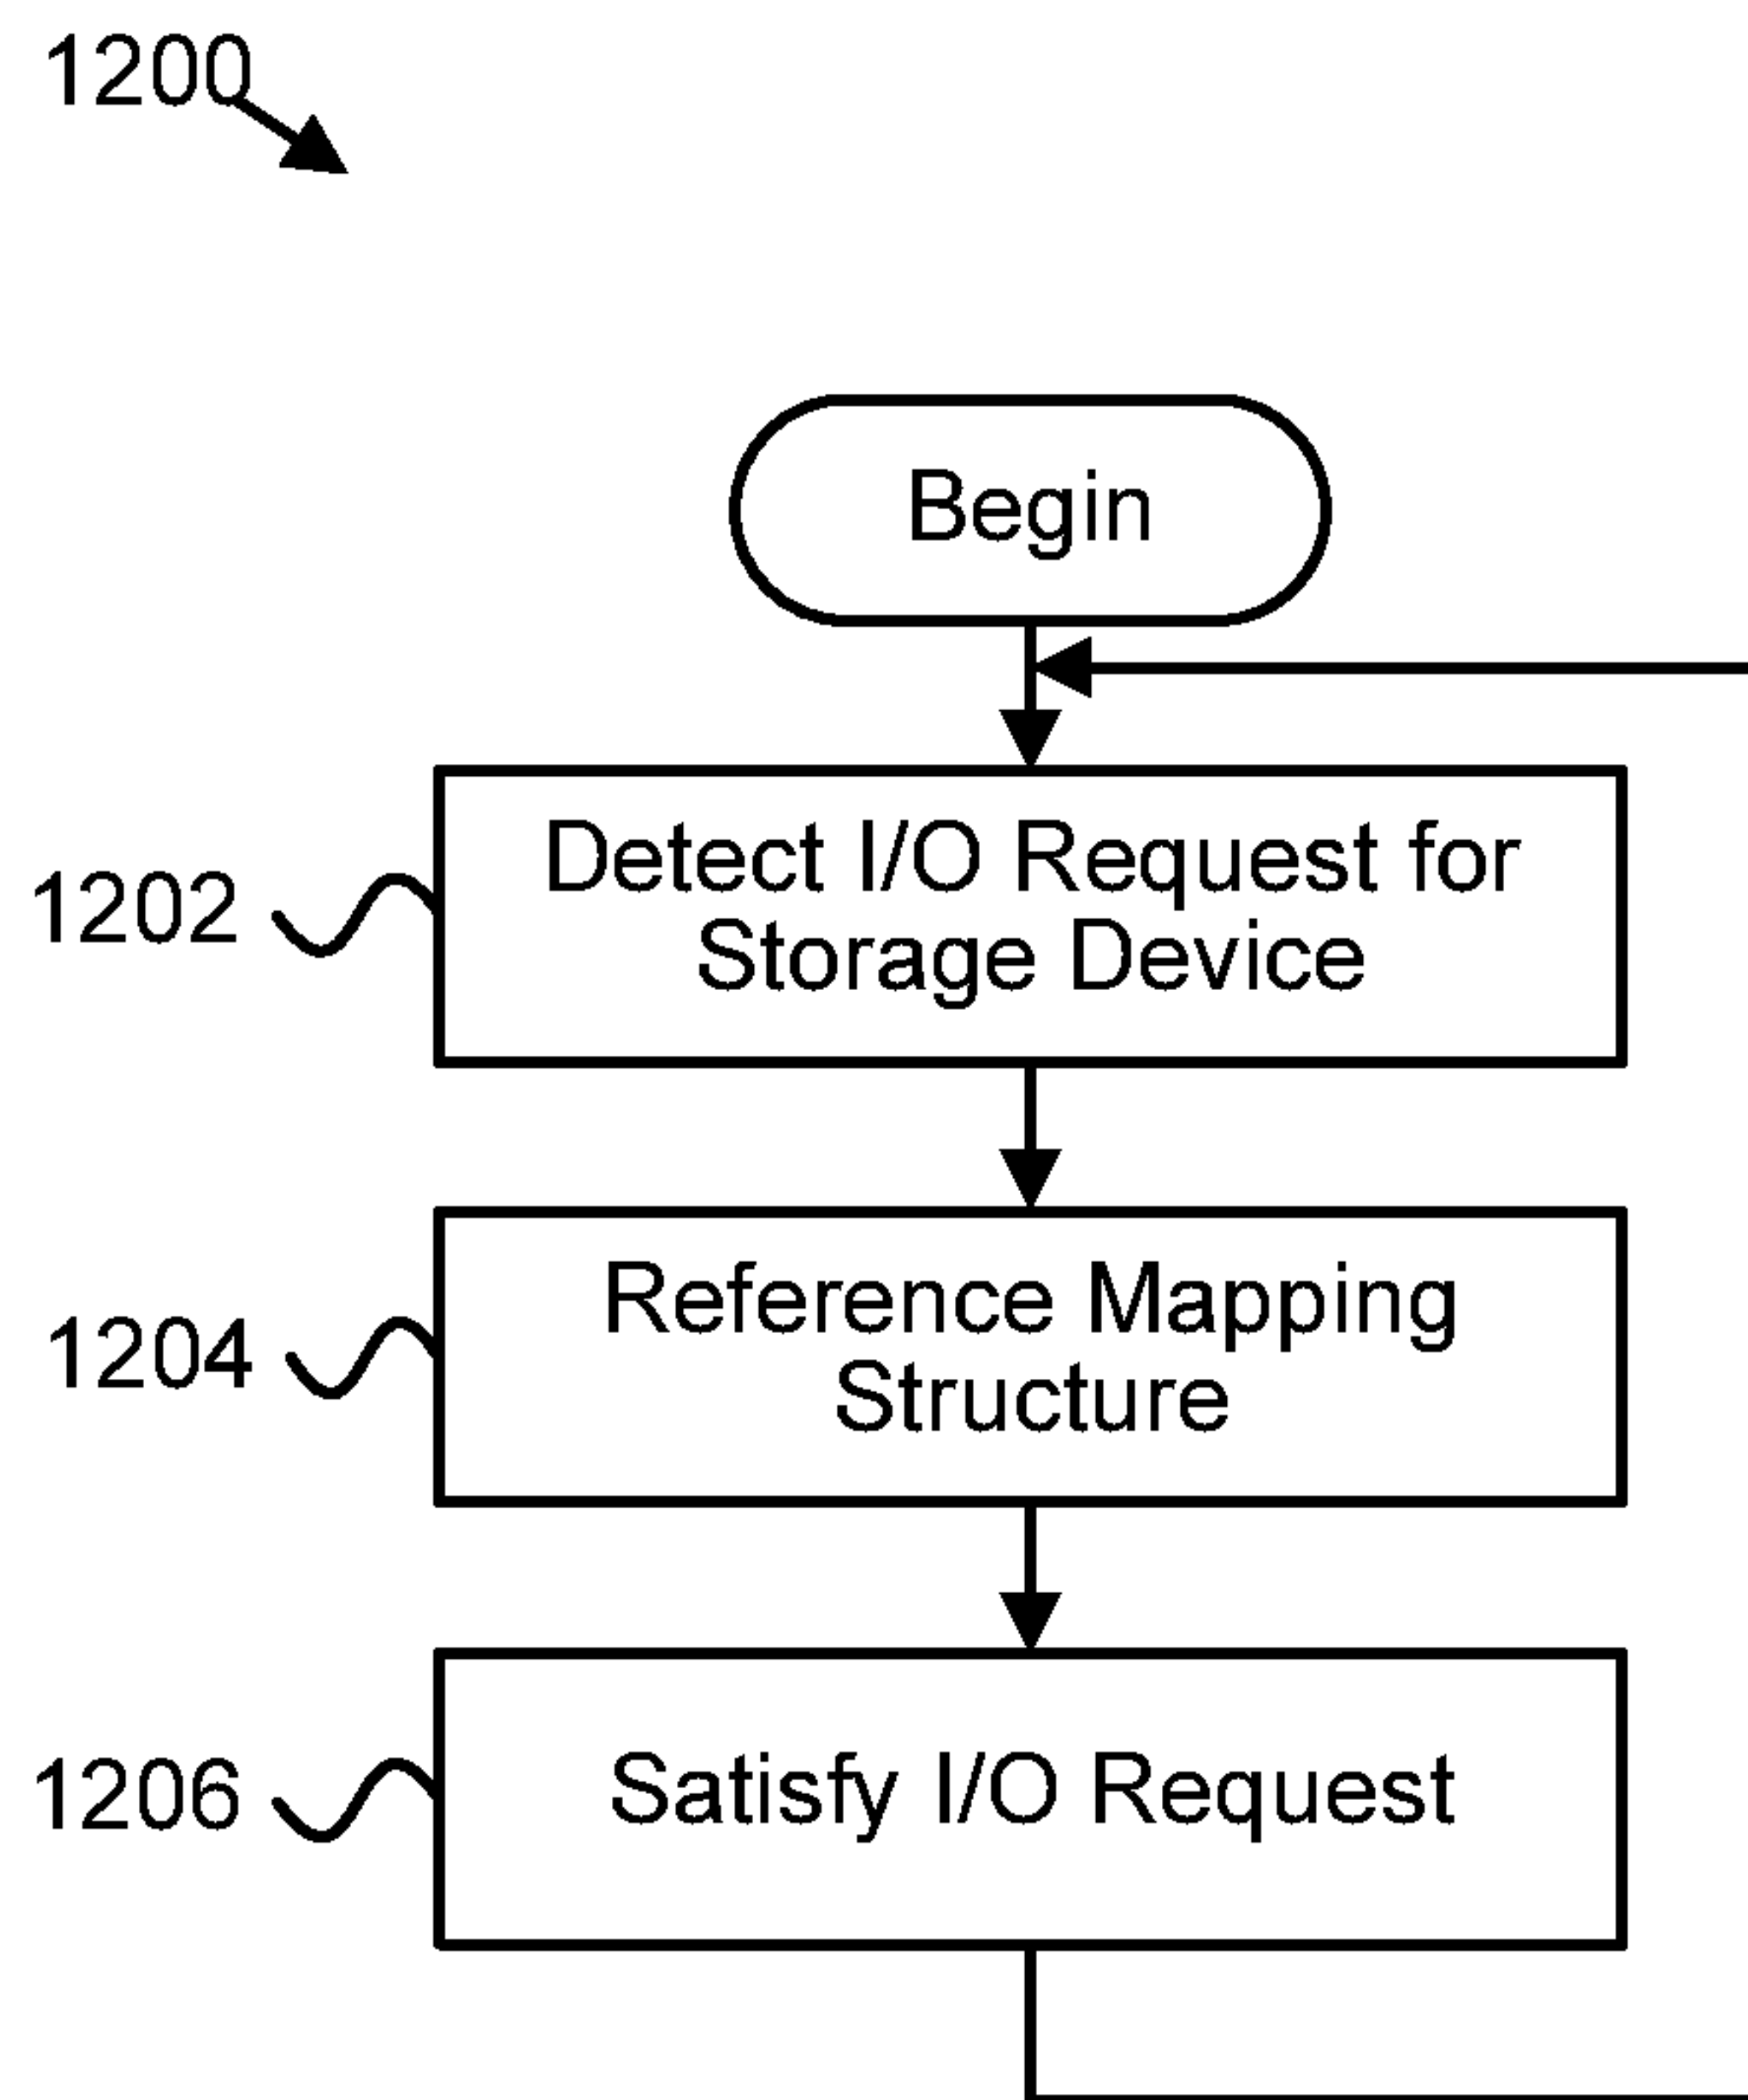 1200
Begin
1202
Detect I/O Request for
Storage Device
1204
Reference Mapping
Structure
1206
Satisfy I/O Request